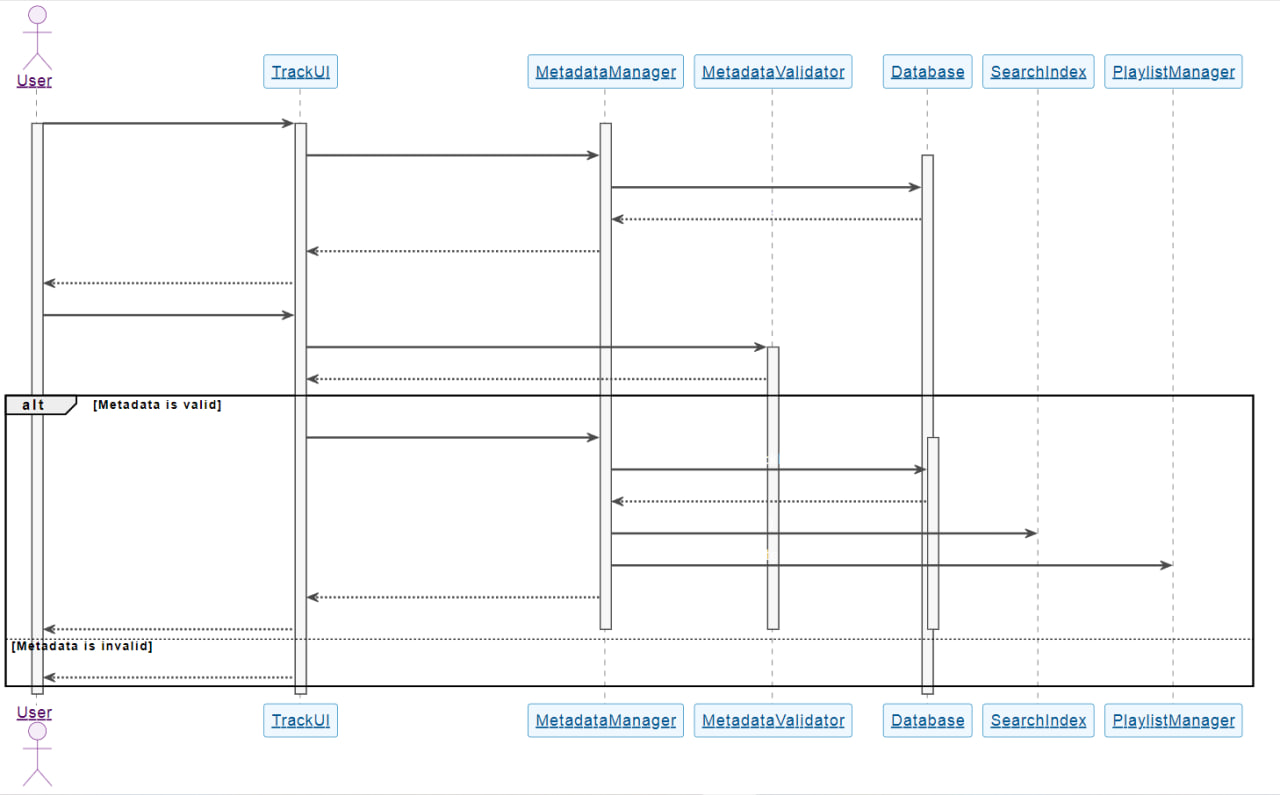 User
TrackUI
MetadataManager
MetadataValidator
Database
SearchIndex
PlaylistManager
alt
[Metadata is valid]
[Metadata is invalid]
User
TrackUI
MetadataManager
MetadataValidator
Database
SearchIndex
PlaylistManager